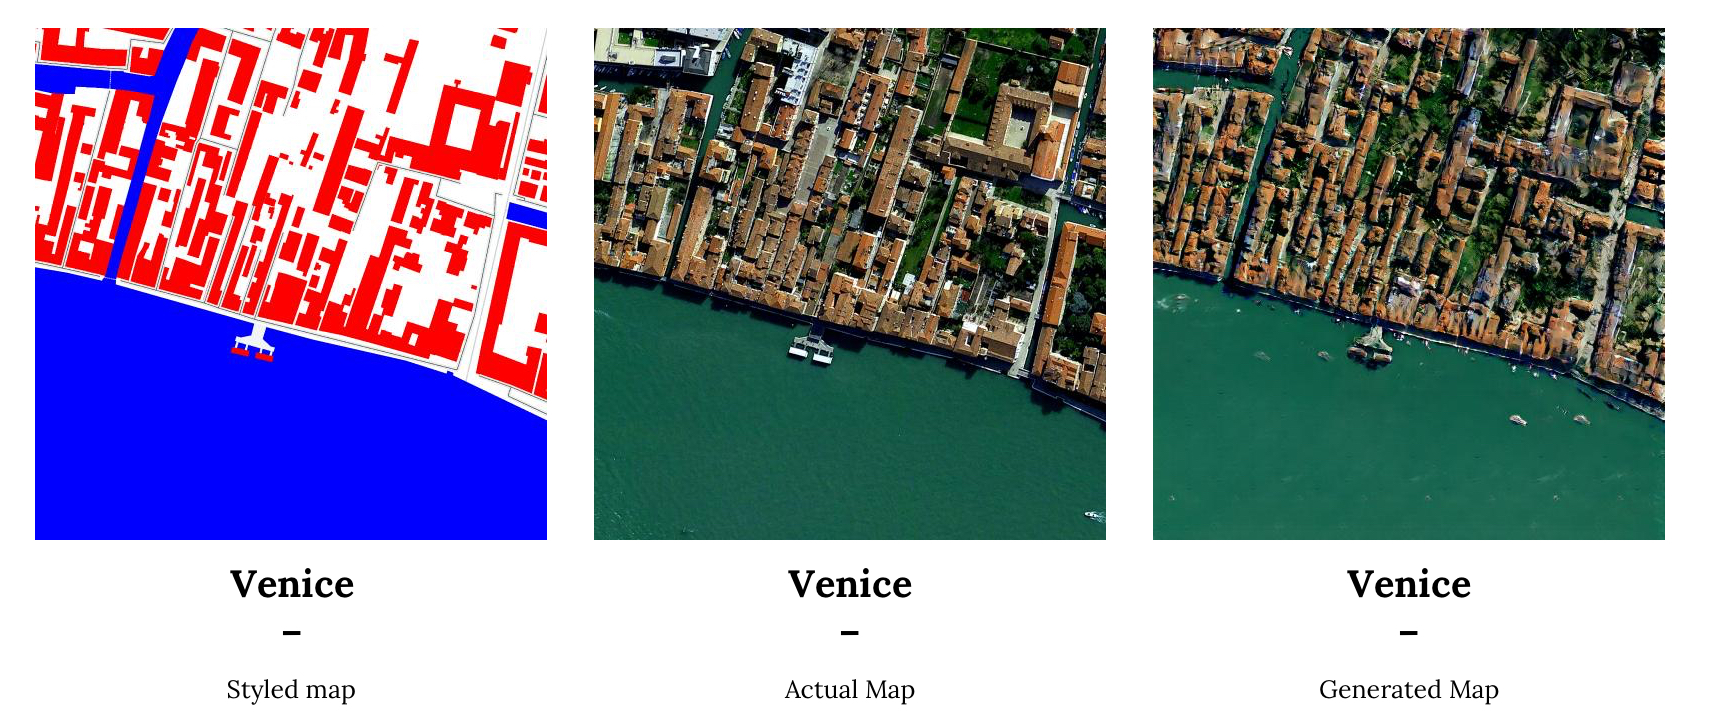 Venice
–
Styled map
Venice
–
Actual Map
Venice
–
Generated Map